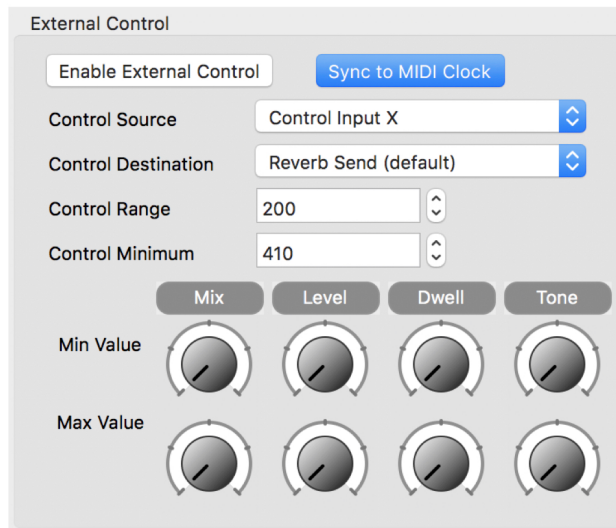 External Control
Enable External Control Sync to MIDI Clock
Control Source Control Input X
Control Destination Reverb Send (default)
Control Range 200
Control Minimum 410
Mix Level Dwell Tone
Min Value
Max Value